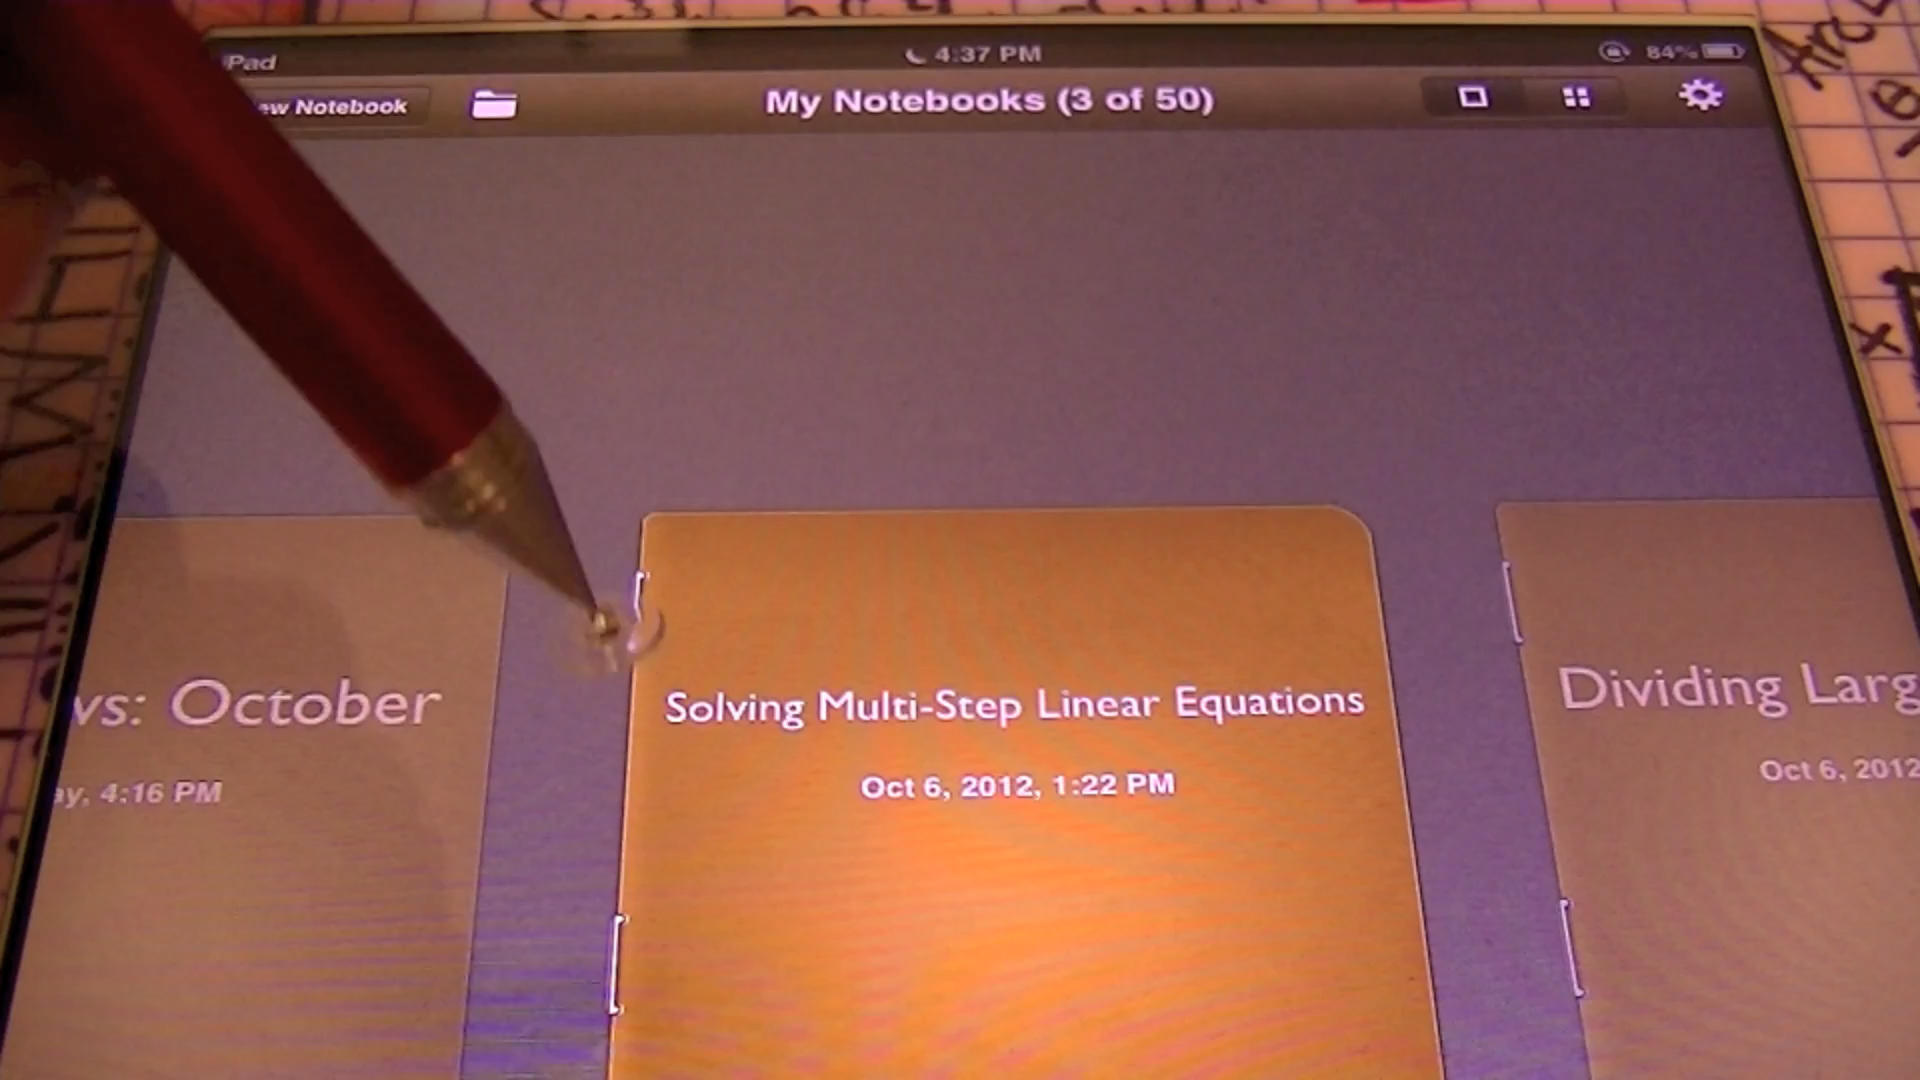 iPad 4:37 PM 84%
ew Notebook My Notebooks (3 of 50)
ws: October
ay, 4:16 PM
Solving Multi-Step Linear Equations
Oct 6, 2012, 1:22 PM
Dividing Larg
Oct 6, 2012